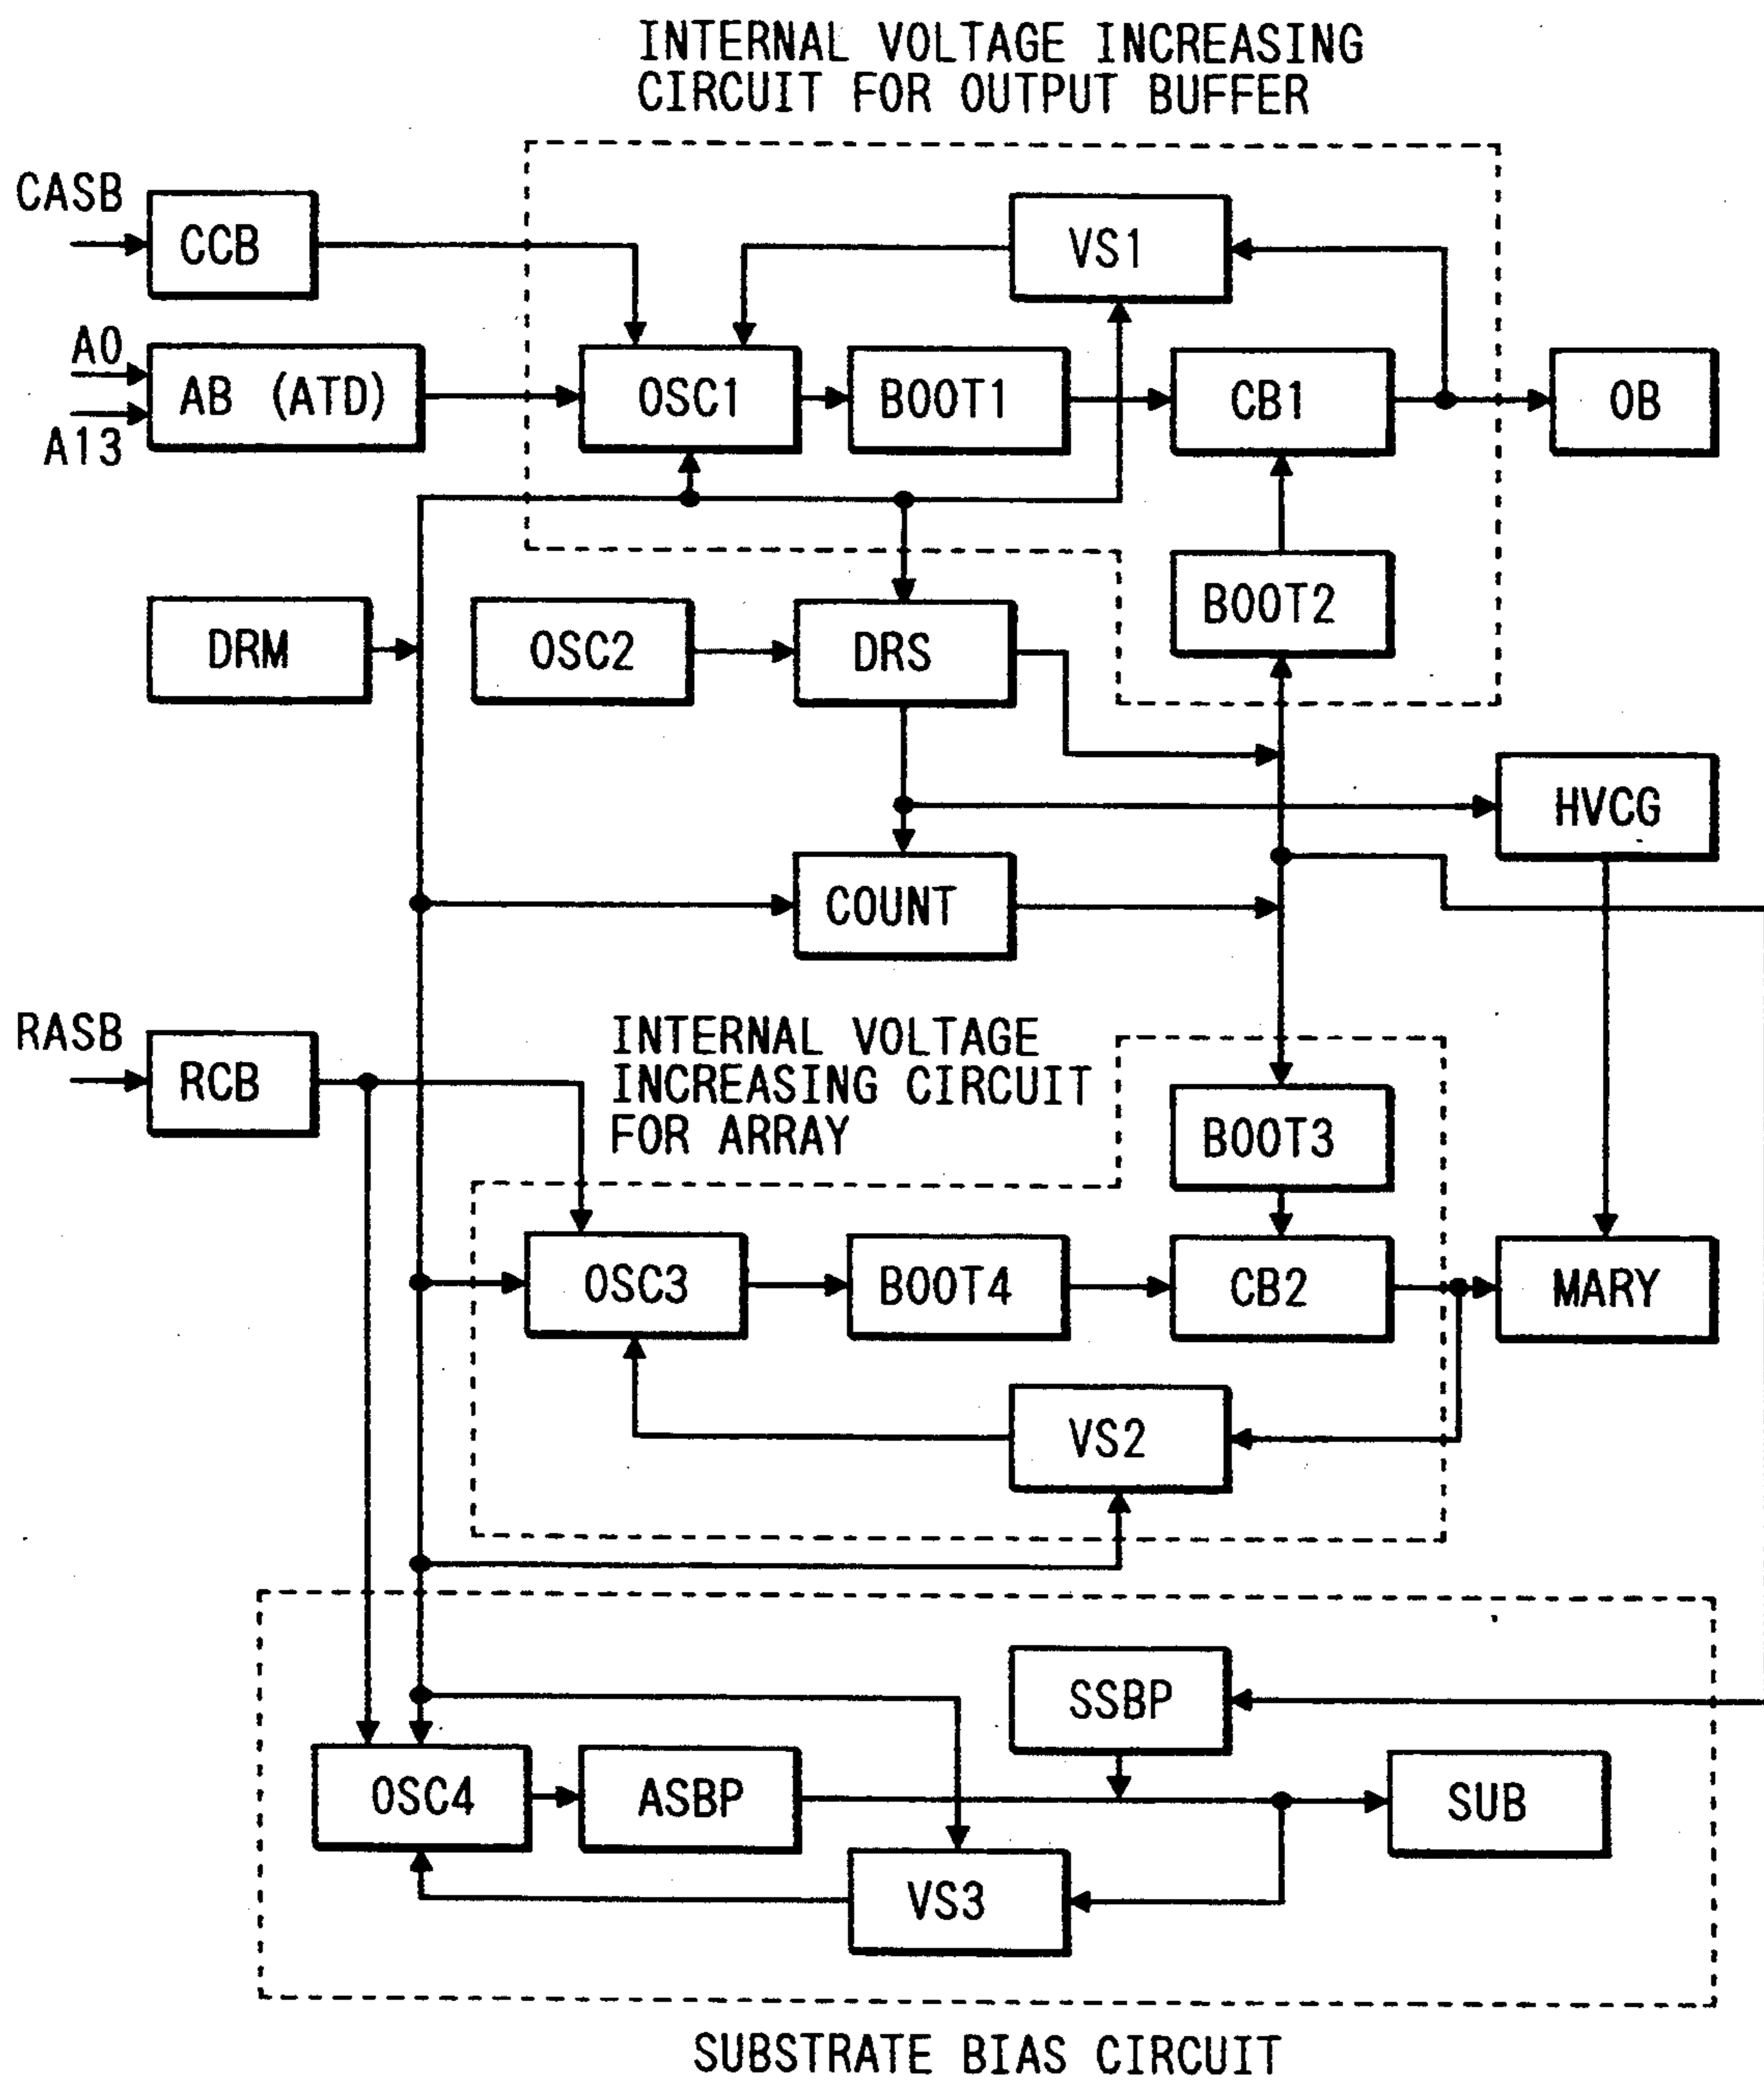 INTERNAL VOLTAGE INCREASING
CIRCUIT FOR OUTPUT BUFFER
CASB
CCB
VS1
A0
A13
AB (ATD)
OSC1
BOOT1
CB1
OB
BOOT2
DRM
OSC2
DRS
HVCG
COUNT
RASB
RCB
INTERNAL VOLTAGE
INCREASING CIRCUIT
FOR ARRAY
BOOT3
OSC3
BOOT4
CB2
MARY
VS2
SSBP
OSC4
ASBP
SUB
VS3
SUBSTRATE BIAS CIRCUIT